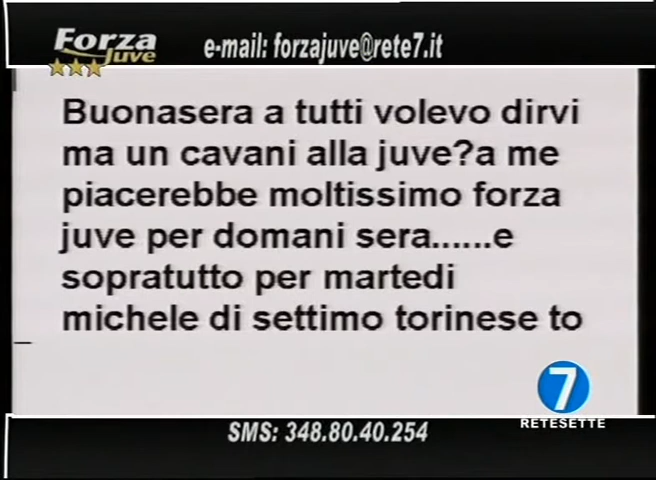 Forza Juve
e-mail: forzajuve@rete7.it
Buonasera a tutti volevo dirvi
ma un cavani alla juve?a me
piacerebbe moltissimo forza
juve per domani sera......e
sopratutto per martedi
michele di settimo torinese to
7
RETESETTE
SMS: 348.80.40.254